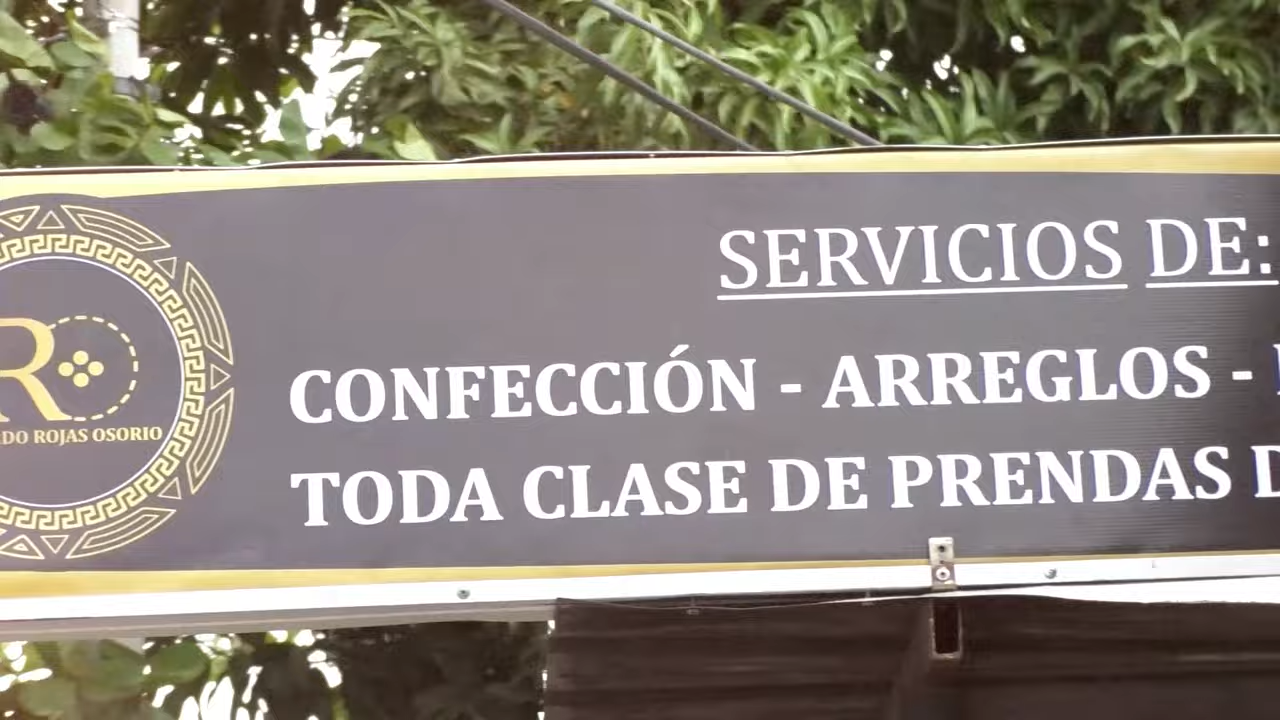 SERVICIOS DE:
CONFECCIÓN - ARREGLOS -
TODA CLASE DE PRENDAS
R
ROJAS OSORIO